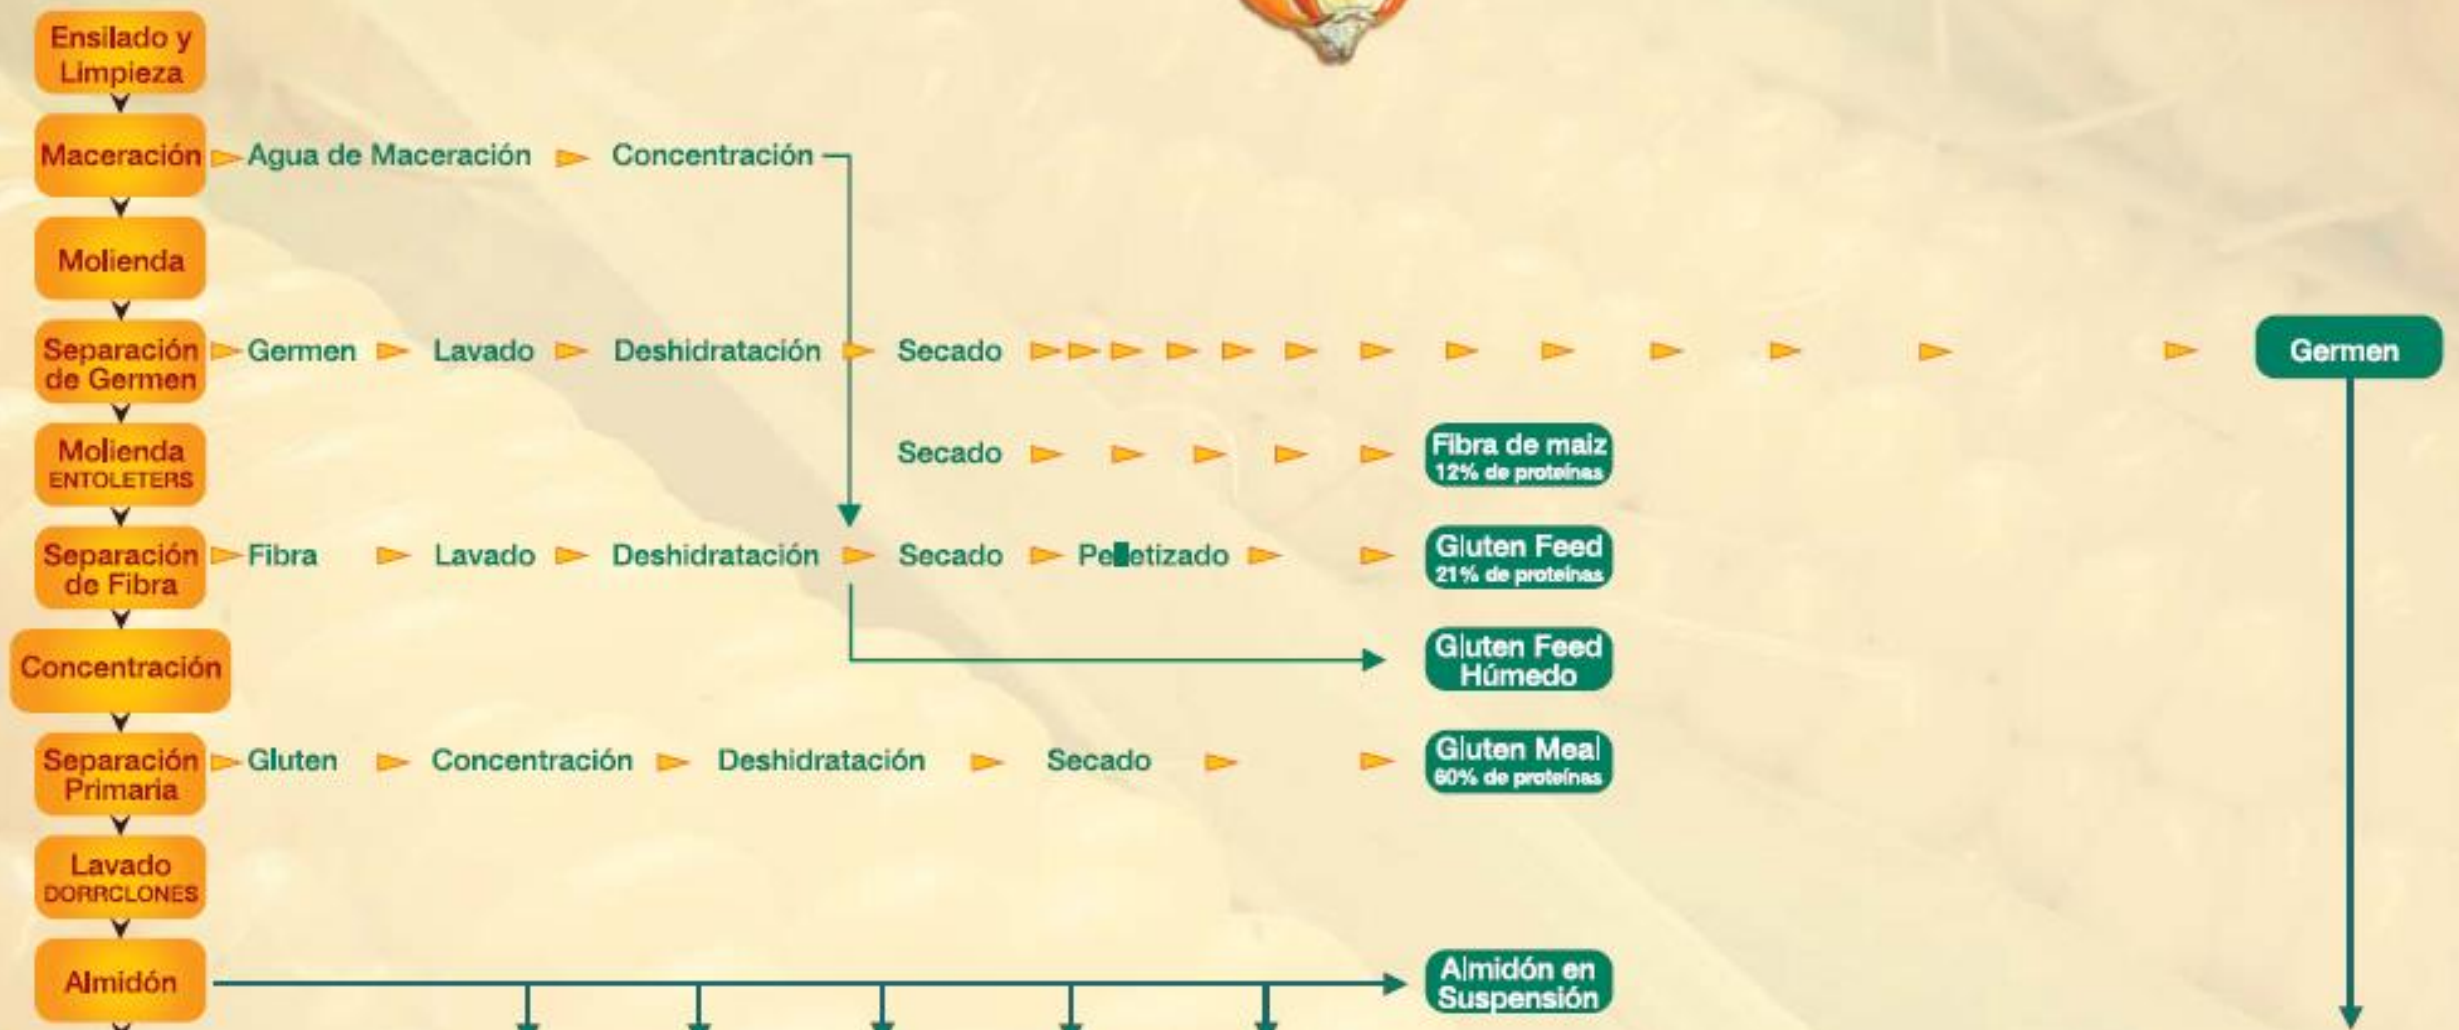 Ensilado y
Limpieza
Maceración Agua de Maceración Concentración
Molienda
Separación
de Germen
Germen Lavado Deshidratación Secado Germen
Molienda
ENTOLETERS
Secado Fibra de maiz
12% de proteínas
Separación
de Fibra
Fibra Lavado Deshidratación Secado Pelletizado Gluten Feed
21% de proteínas
Concentración
Gluten Feed
Húmedo
Separación
Primaria
Gluten Concentración Deshidratación Secado Gluten Meal
60% de proteínas
Lavado
DORRCLONES
Almidón
Almidón en
Suspensión